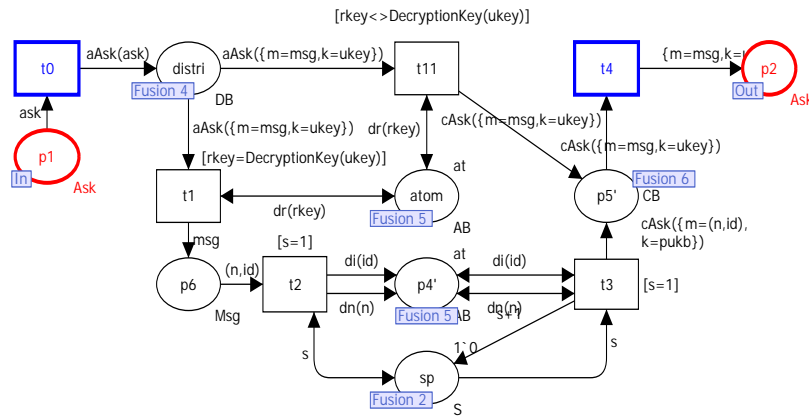 [rkey<>DecryptionKey(ukey)]
t0
aAsk(ask)
distri
Fusion 4
DB
aAsk({m=msg,k=ukey})
t11
t4
{m=msg,k=u
p2
Out
Ask
ask
p1
In
Ask
aAsk({m=msg,k=ukey})
[rkey=DecryptionKey(ukey)]
dr(rkey)
cAsk({m=msg,k=ukey})
cAsk({m=msg,k=ukey})
t1
dr(rkey)
at
atom
Fusion 5
AB
p5'
Fusion 6
CB
cAsk({m=(n,id),
k=pukb})
msg
p6
Msg
(n,id)
[s=1]
t2
di(id)
dn(n)
at
p4'
Fusion 5
AB
di(id)
dn(n)
s+1
t3
[s=1]
s
1`0
sp
Fusion 2
S
s